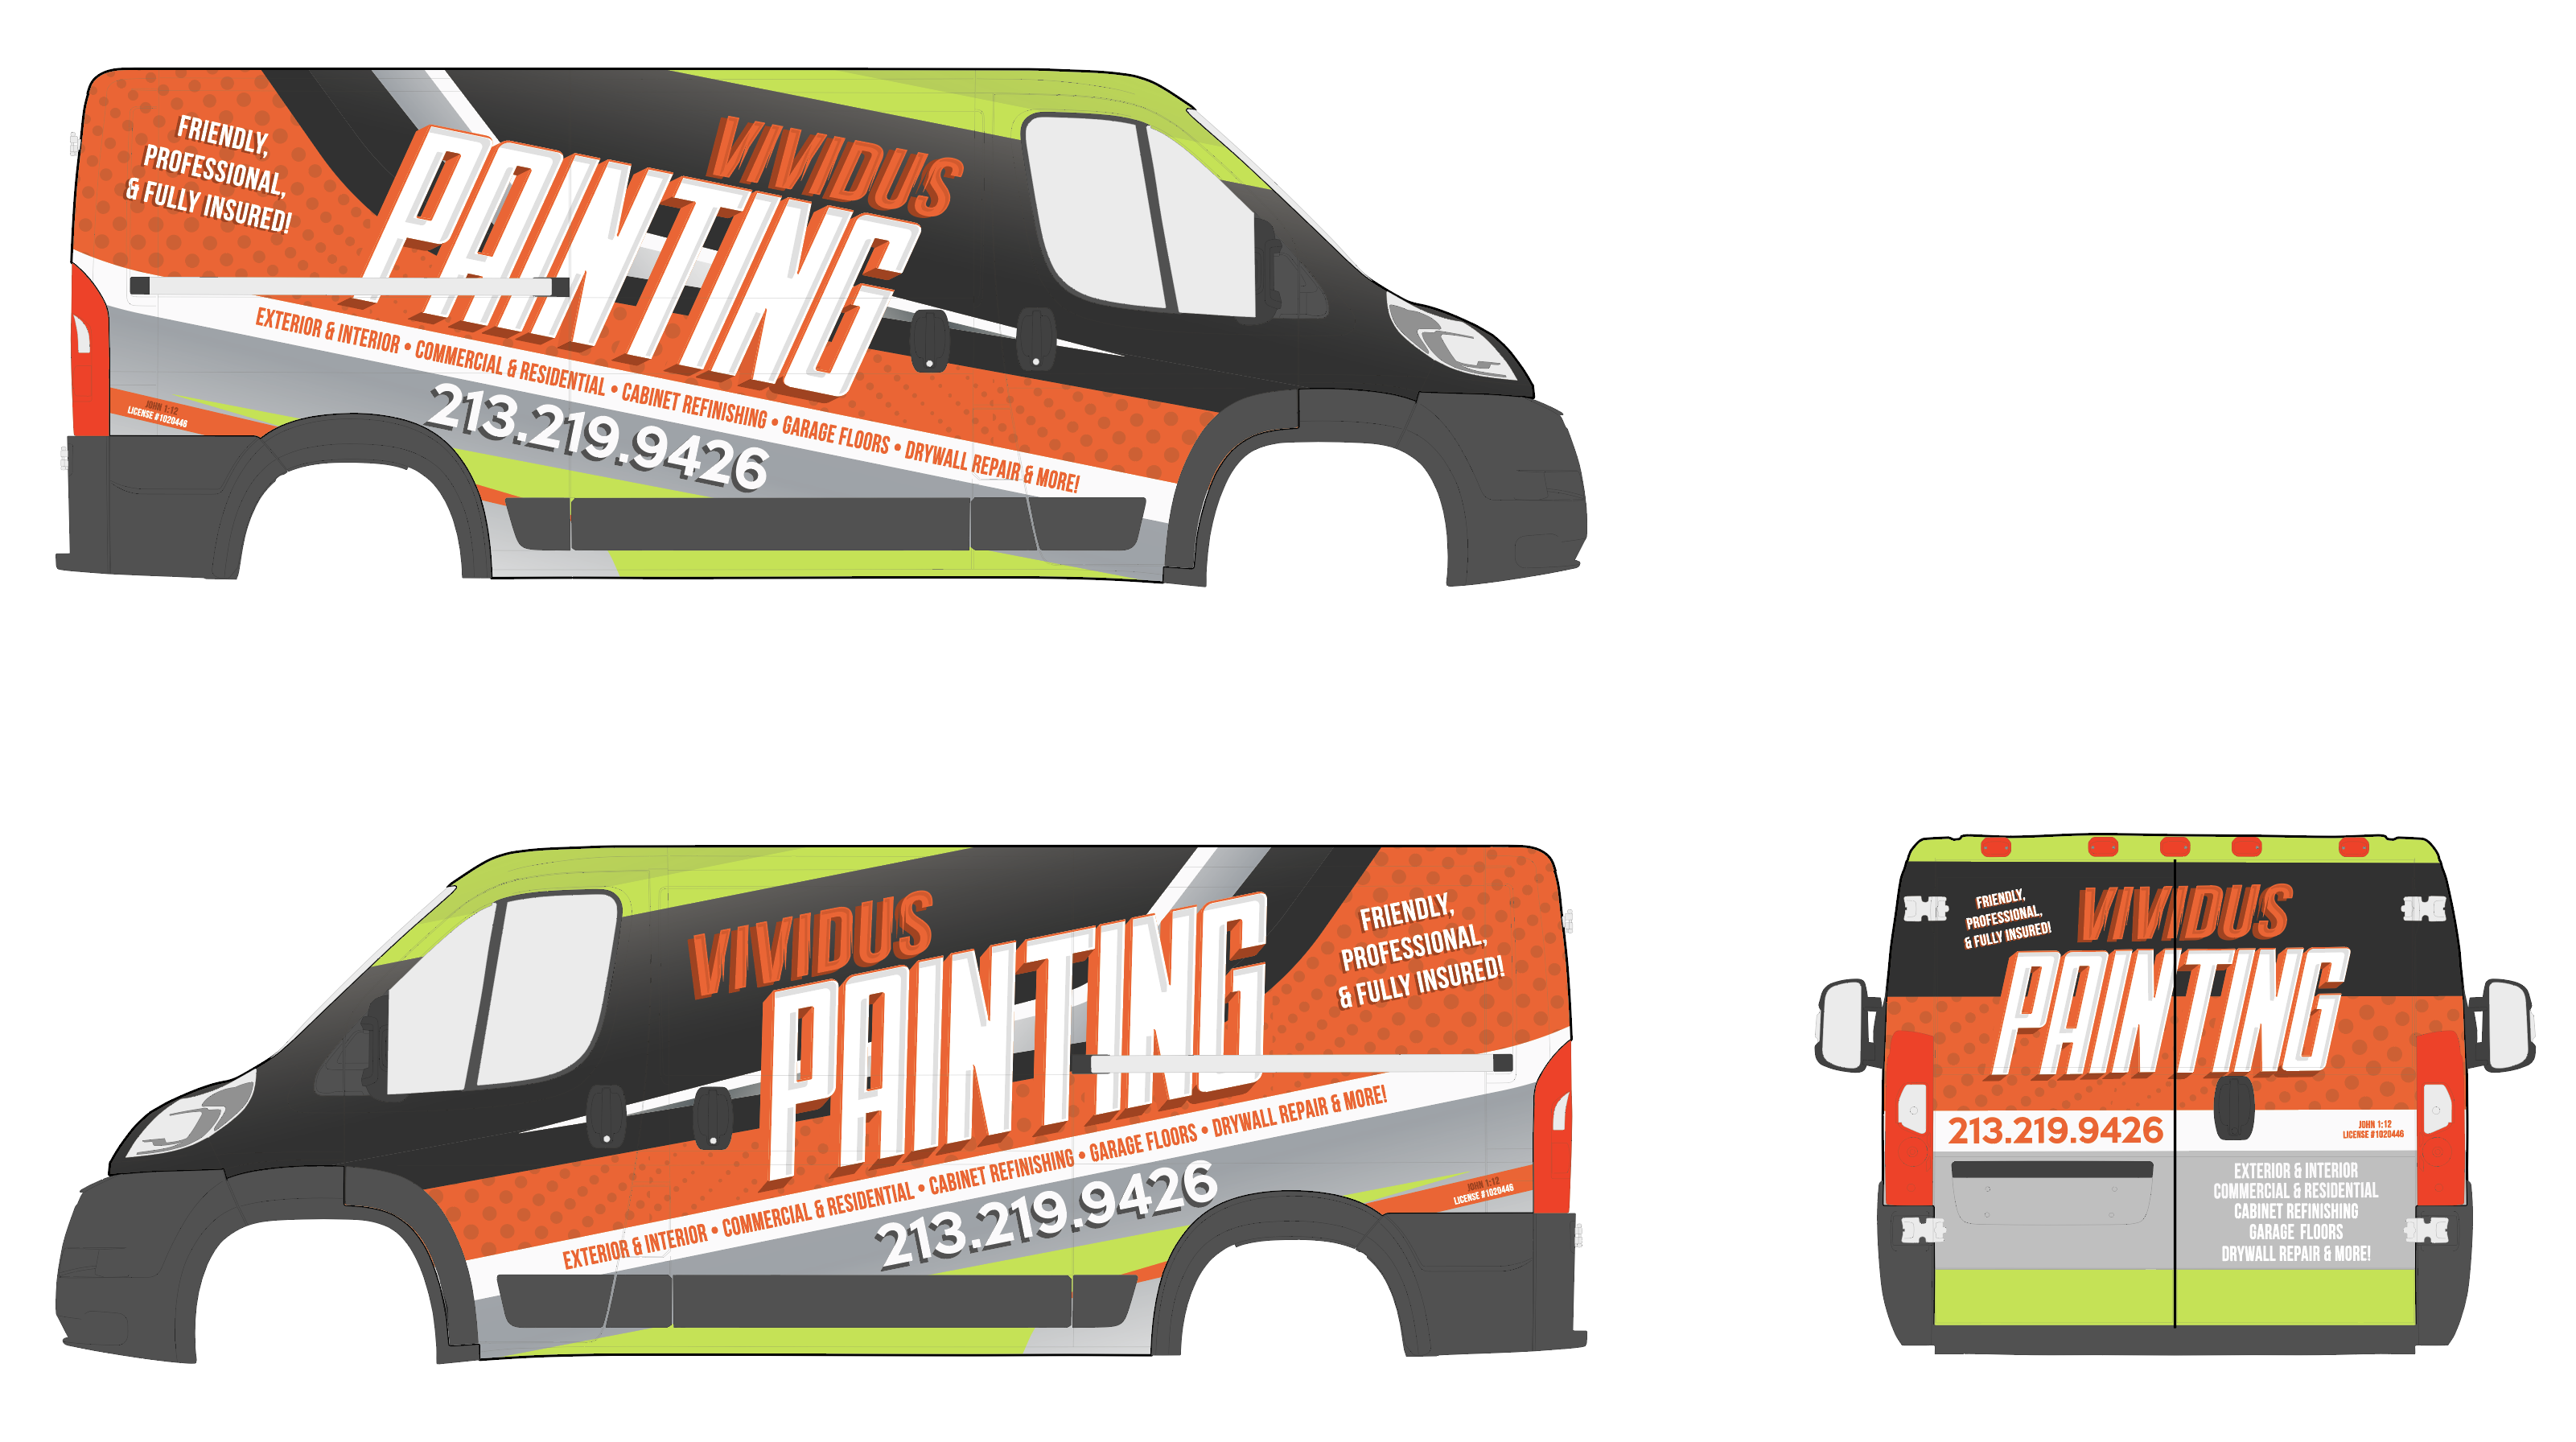 FRIENDLY,
PROFESSIONAL,
& FULLY INSURED!
VIVIDUS
PAINTING
EXTERIOR & INTERIOR • COMMERCIAL & RESIDENTIAL • CABINET REFINISHING • GARAGE FLOORS • DRYWALL REPAIR & MORE!
213.219.9426
JOHN 1:12
LICENSE #1020446
VIVIDUS
PAINTING
FRIENDLY,
PROFESSIONAL,
& FULLY INSURED!
EXTERIOR & INTERIOR • COMMERCIAL & RESIDENTIAL • CABINET REFINISHING • GARAGE FLOORS • DRYWALL REPAIR & MORE!
213.219.9426
JOHN 1:12
LICENSE #1020446
FRIENDLY,
PROFESSIONAL,
& FULLY INSURED!
VIVIDUS
PAINTING
213.219.9426
JOHN 1:12
LICENSE #1020446
EXTERIOR & INTERIOR
COMMERCIAL & RESIDENTIAL
CABINET REFINISHING
GARAGE FLOORS
DRYWALL REPAIR & MORE!